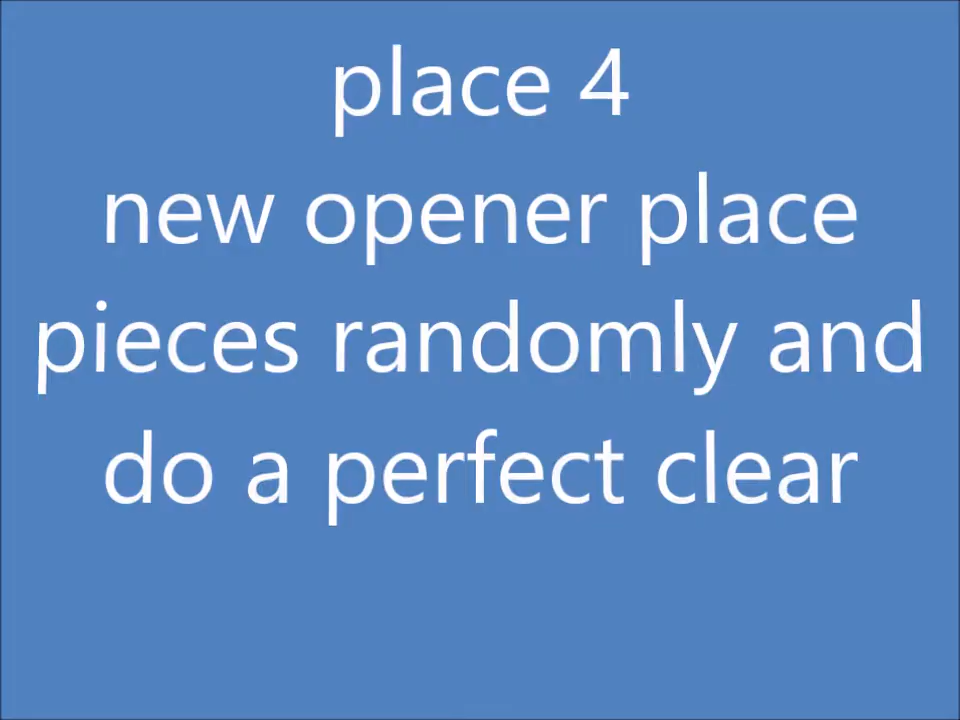 place 4
new opener place
pieces randomly and
do a perfect clear